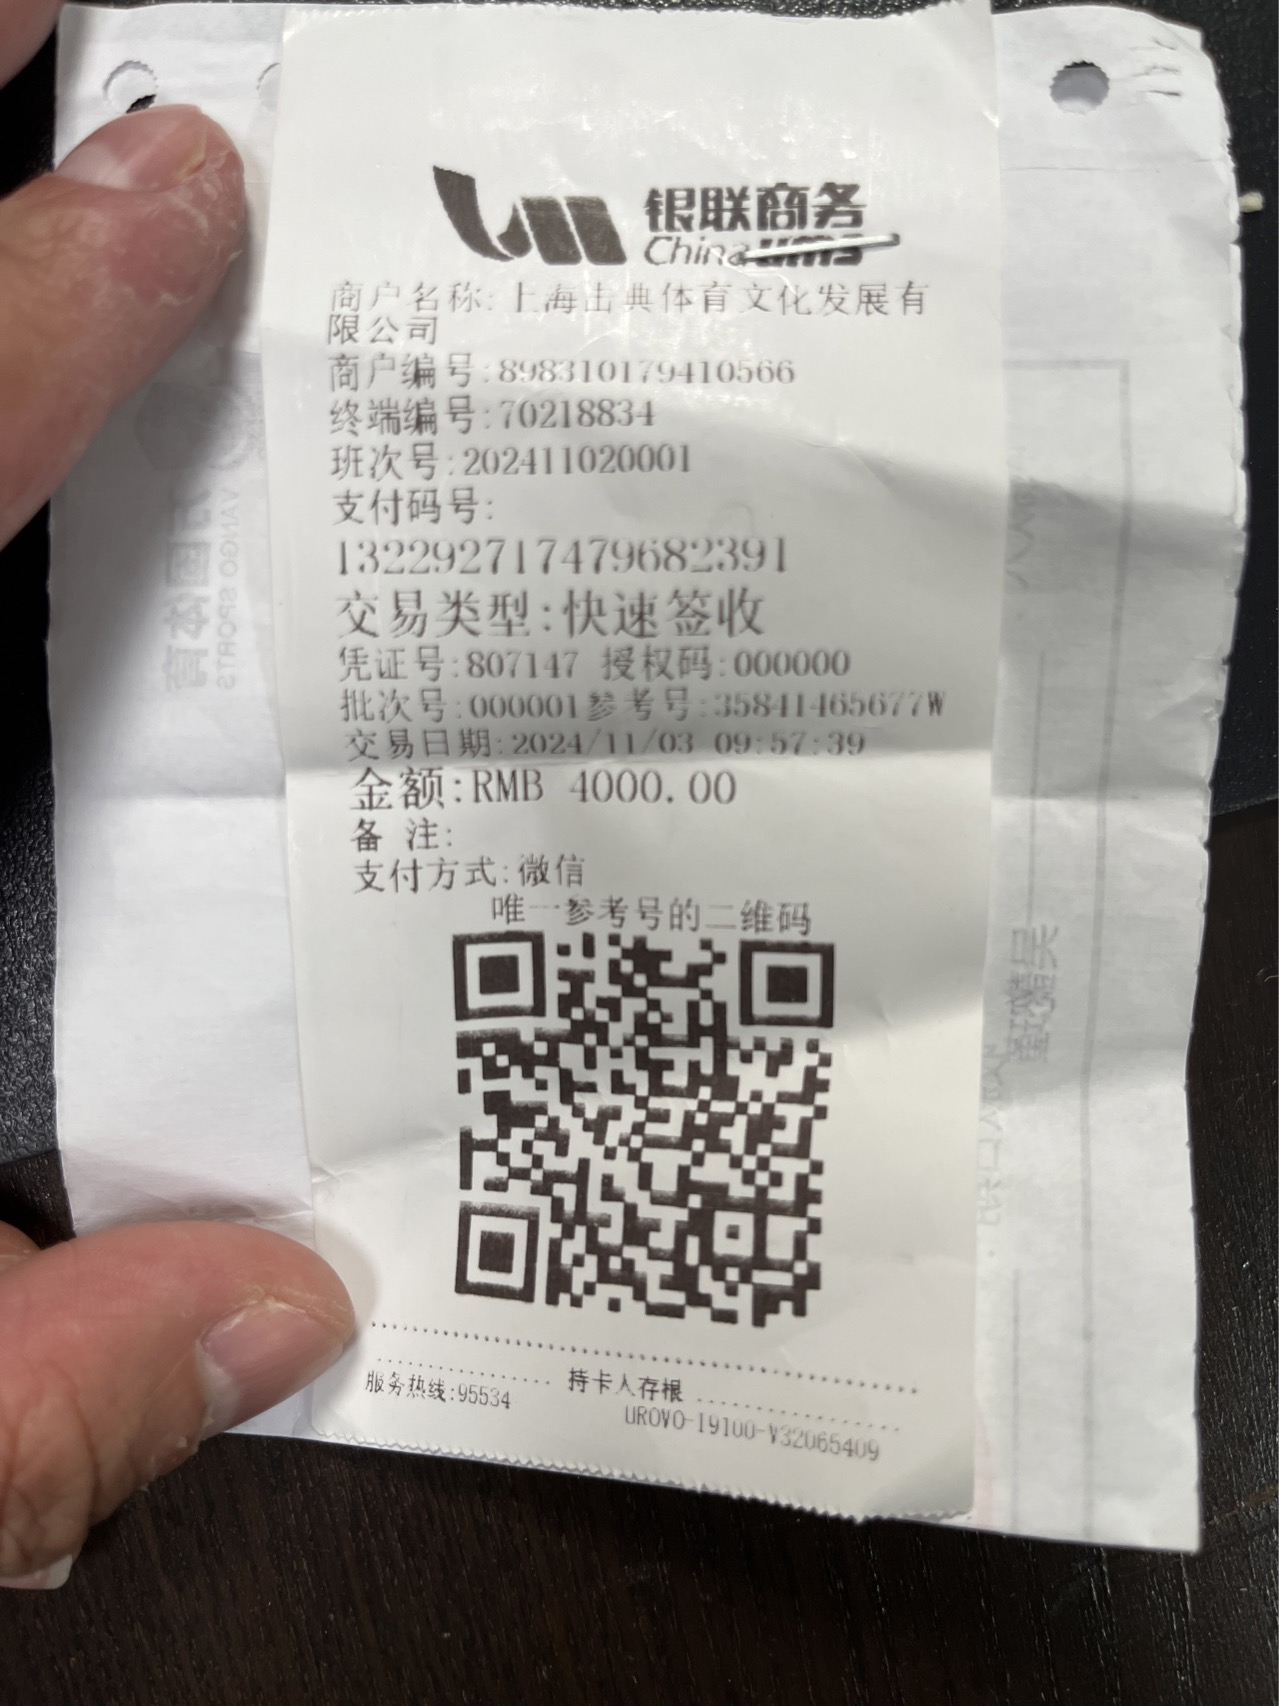 银联商务
China ums
商户名称:上海出典体育文化发展有
限公司
商户编号:898310179410566
终端编号:70218834
班次号:202411020001
支付码号:
132292717479682391
交易类型:快速签收
凭证号:807147 授权码:000000
批次号:000001参考号:35841465677W
交易日期:2024/11/03 09:57:39
金额:RMB 4000.00
备 注:
支付方式:微信
唯一参考号的二维码
持卡人存根
服务热线:95534
UROVO-I9100-V32065409